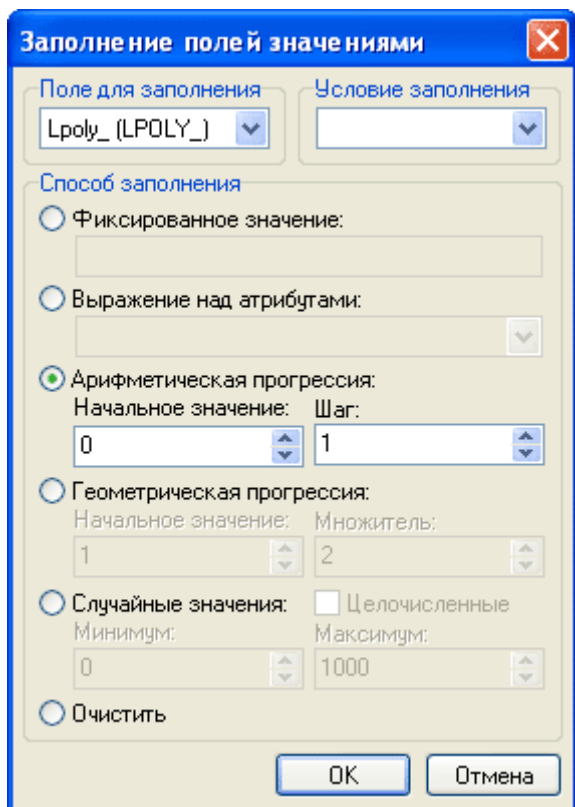 Заполнение полей значениями
Поле для заполнения Условие заполнения
Lpoly_ (LPOLY_)
Способ заполнения
Фиксированное значение:
Выражение над атрибутами:
Арифметическая прогрессия:
Начальное значение: Шаг:
0 1
Геометрическая прогрессия:
Начальное значение: Множитель:
1 2
Случайные значения: Целочисленные
Минимум: Максимум:
0 1000
Очистить
OK Отмена